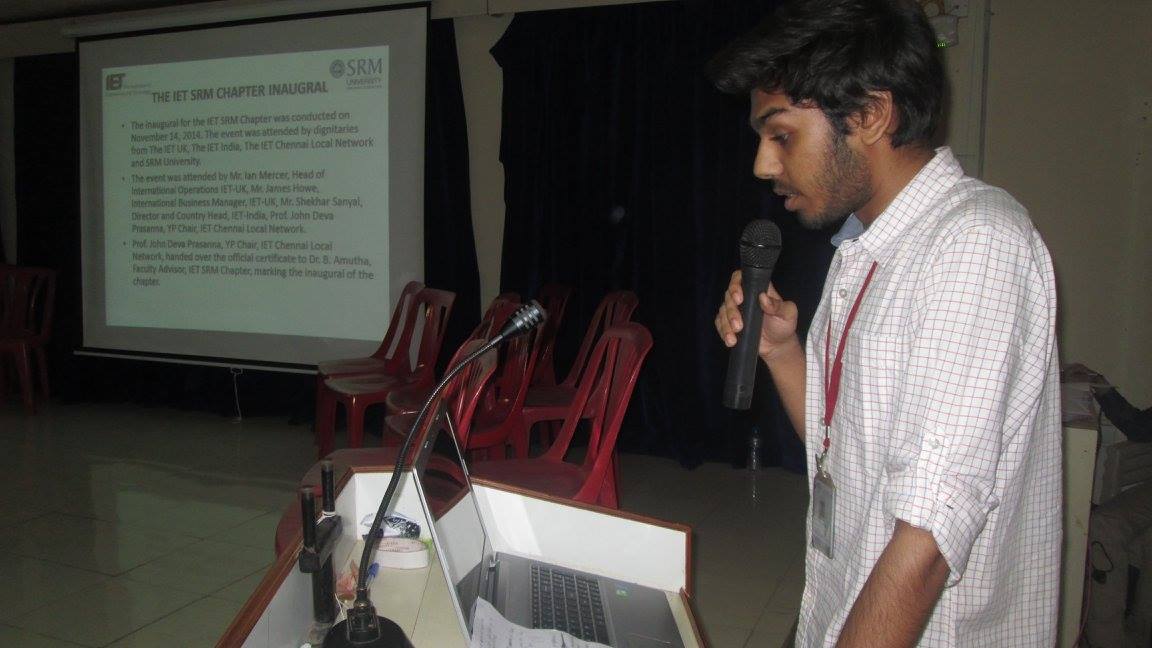 IET
SRM
UNIVERSITY
THE IET SRM CHAPTER INAUGRAL
• The inaugural for the IET SRM Chapter was conducted on
November 14, 2014. The event was attended by dignitaries
from The IET UK, The IET India, The IET Chennai Local Network
and SRM University.
• The event was attended by Mr. Ian Mercer, Head of
International Operations IET-UK, Mr. James Howe,
International Business Manager, IET-UK, Mr. Shekhar Sanyal,
Director and Country Head, IET-India, Prof. John Deva
Prasanna, YP Chair, IET Chennai Local Network.
• Prof. John Deva Prasanna, YP Chair, IET Chennai Local
Network, handed over the official certificate to Dr. B. Amutha,
Faculty Advisor, IET SRM Chapter, marking the inaugural of the
chapter.